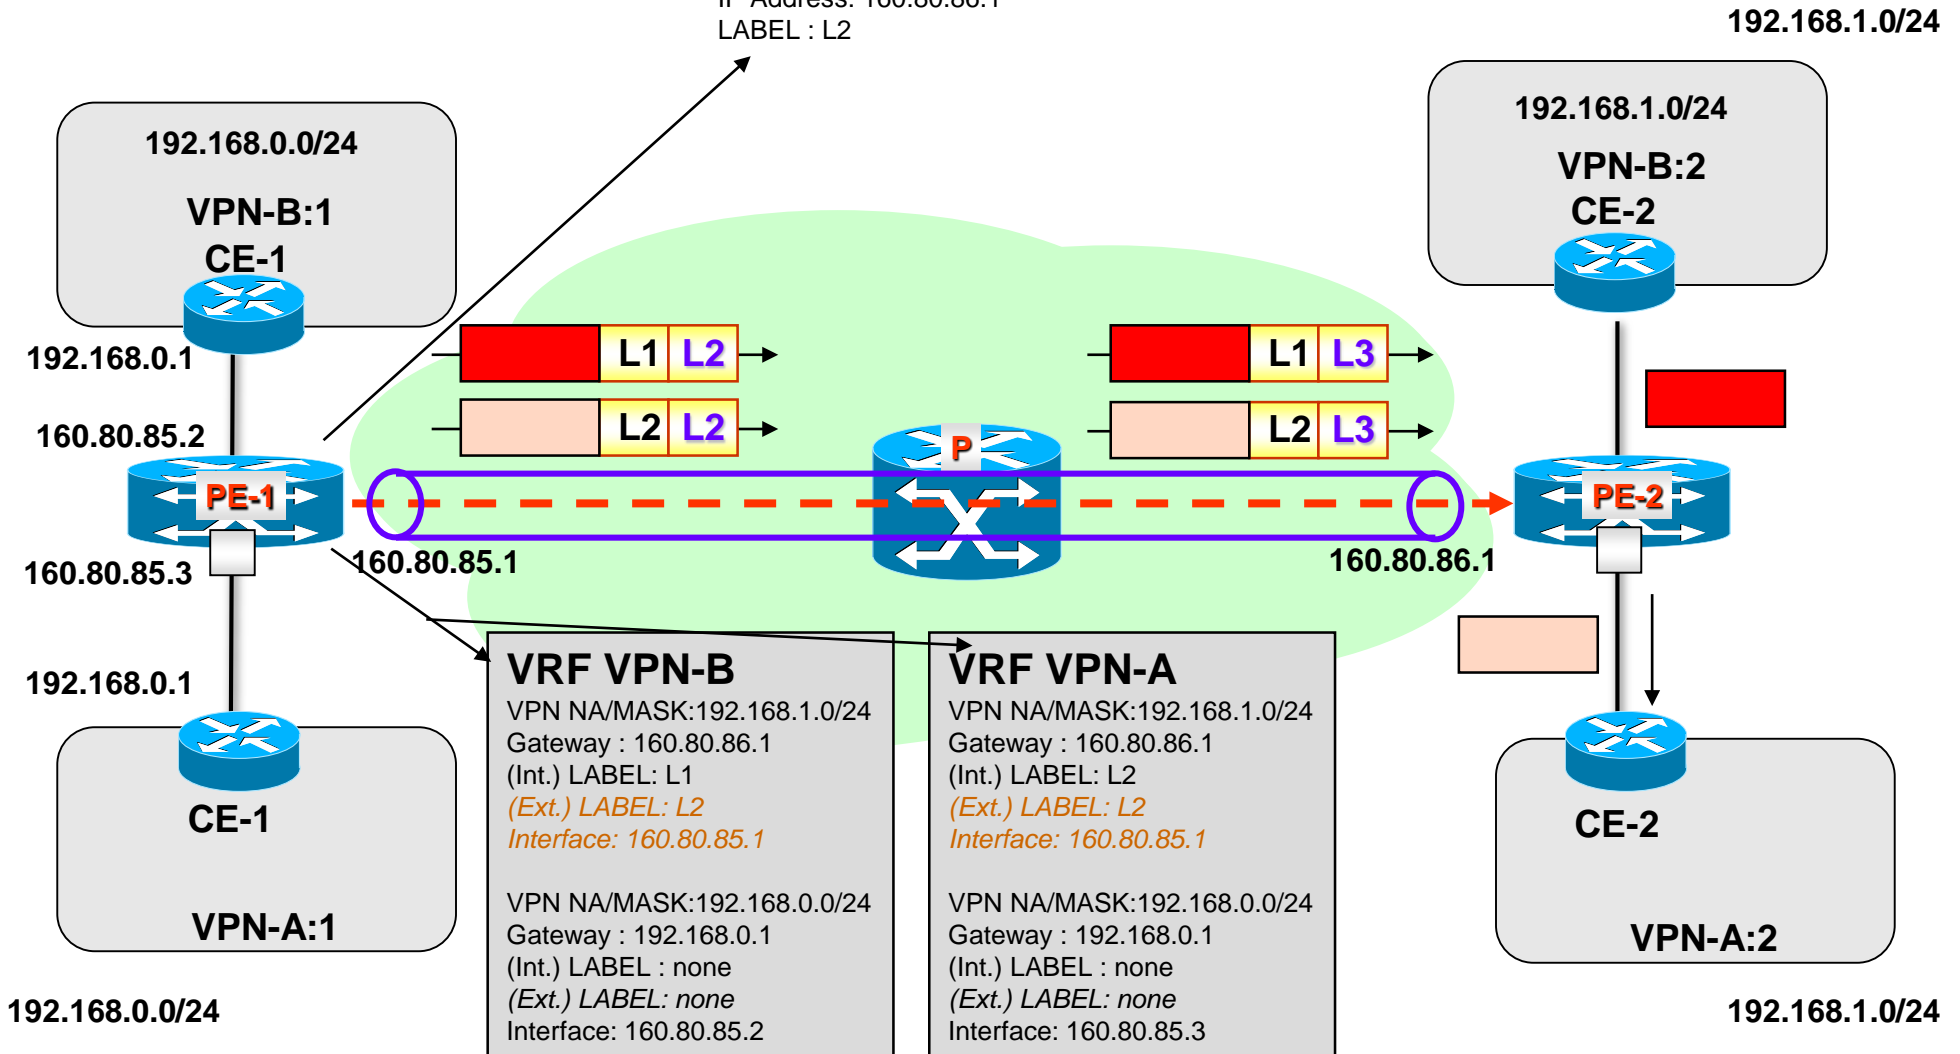 IP Address: 160.80.86.1
LABEL : L2
192.168.1.0/24
192.168.0.0/24
VPN-B:1
CE-1
192.168.1.0/24
VPN-B:2
CE-2
192.168.0.1
L1 L2
L1 L3
160.80.85.2
L2 L2
L2 L3
P
PE-1
PE-2
160.80.85.3
160.80.85.1
160.80.86.1
192.168.0.1
CE-1
VPN-A:1
192.168.0.0/24
VRF VPN-B
VPN NA/MASK:192.168.1.0/24
Gateway : 160.80.86.1
(Int.) LABEL: L1
(Ext.) LABEL: L2
Interface: 160.80.85.1
VPN NA/MASK:192.168.0.0/24
Gateway : 192.168.0.1
(Int.) LABEL : none
(Ext.) LABEL: none
Interface: 160.80.85.2
VRF VPN-A
VPN NA/MASK:192.168.1.0/24
Gateway : 160.80.86.1
(Int.) LABEL: L2
(Ext.) LABEL: L2
Interface: 160.80.85.1
VPN NA/MASK:192.168.0.0/24
Gateway : 192.168.0.1
(Int.) LABEL : none
(Ext.) LABEL: none
Interface: 160.80.85.3
CE-2
VPN-A:2
192.168.1.0/24